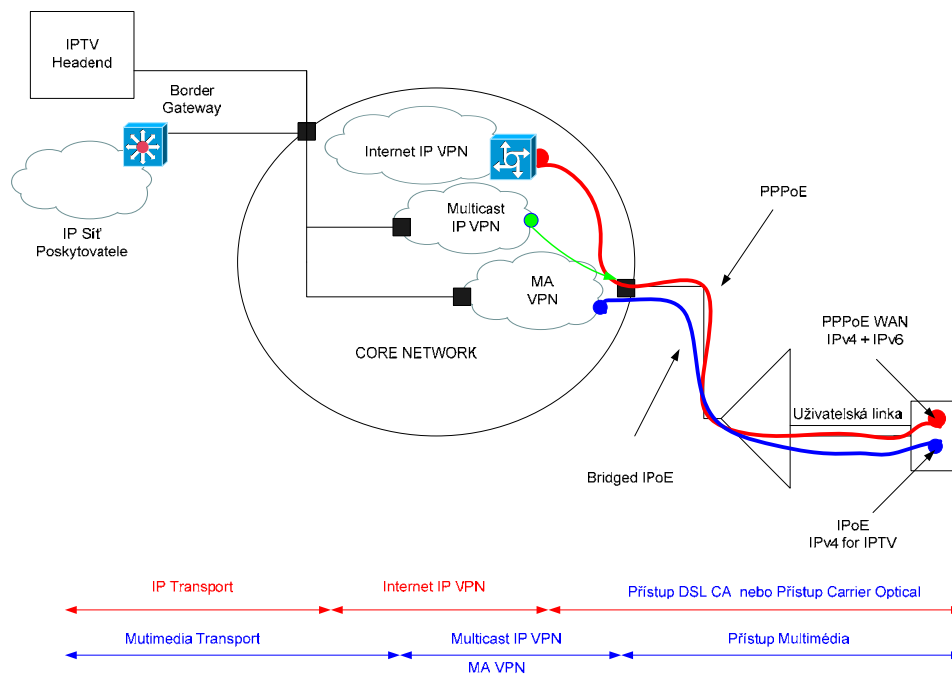 IPTV
Headend
Border
Gateway
IP Síť
Poskytovatele
Internet IP VPN
Multicast
IP VPN
MA
VPN
CORE NETWORK
PPPoE
PPPoE WAN
IPv4 + IPv6
Uživatelská linka
Bridged IPoE
IPoE
IPv4 for IPTV
IP Transport
Internet IP VPN
Přístup DSL CA nebo Přístup Carrier Optical
Mutimedia Transport
Multicast IP VPN
Přístup Multimédia
MA VPN